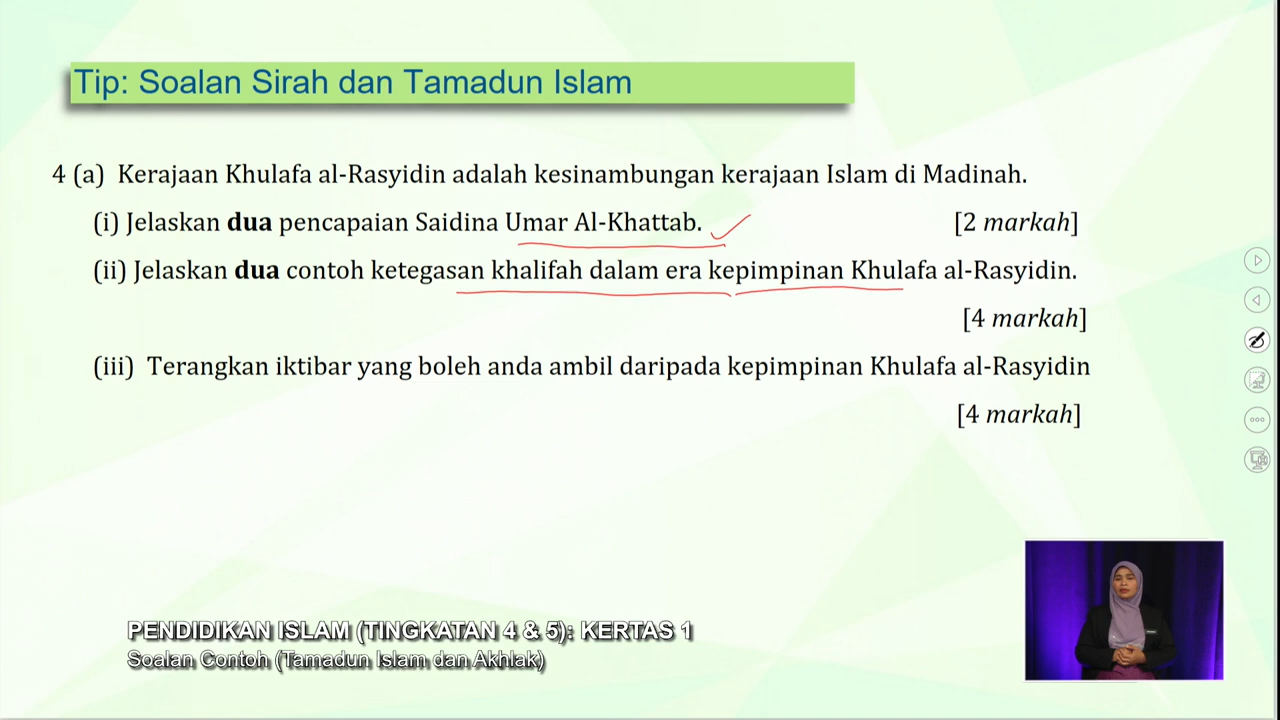 Tip: Soalan Sirah dan Tamadun Islam
4 (a) Kerajaan Khulafa al-Rasyidin adalah kesinambungan kerajaan Islam di Madinah.
(i) Jelaskan dua pencapaian Saidina Umar Al-Khattab. [2 markah]
(ii) Jelaskan dua contoh ketegasan khalifah dalam era kepimpinan Khulafa al-Rasyidin.
[4 markah]
(iii) Terangkan iktibar yang boleh anda ambil daripada kepimpinan Khulafa al-Rasyidin
[4 markah]
PENDIDIKAN ISLAM (TINGKATAN 4 & 5): KERTAS 1
Soalan Contoh (Tamadun Islam dan Akhlak)